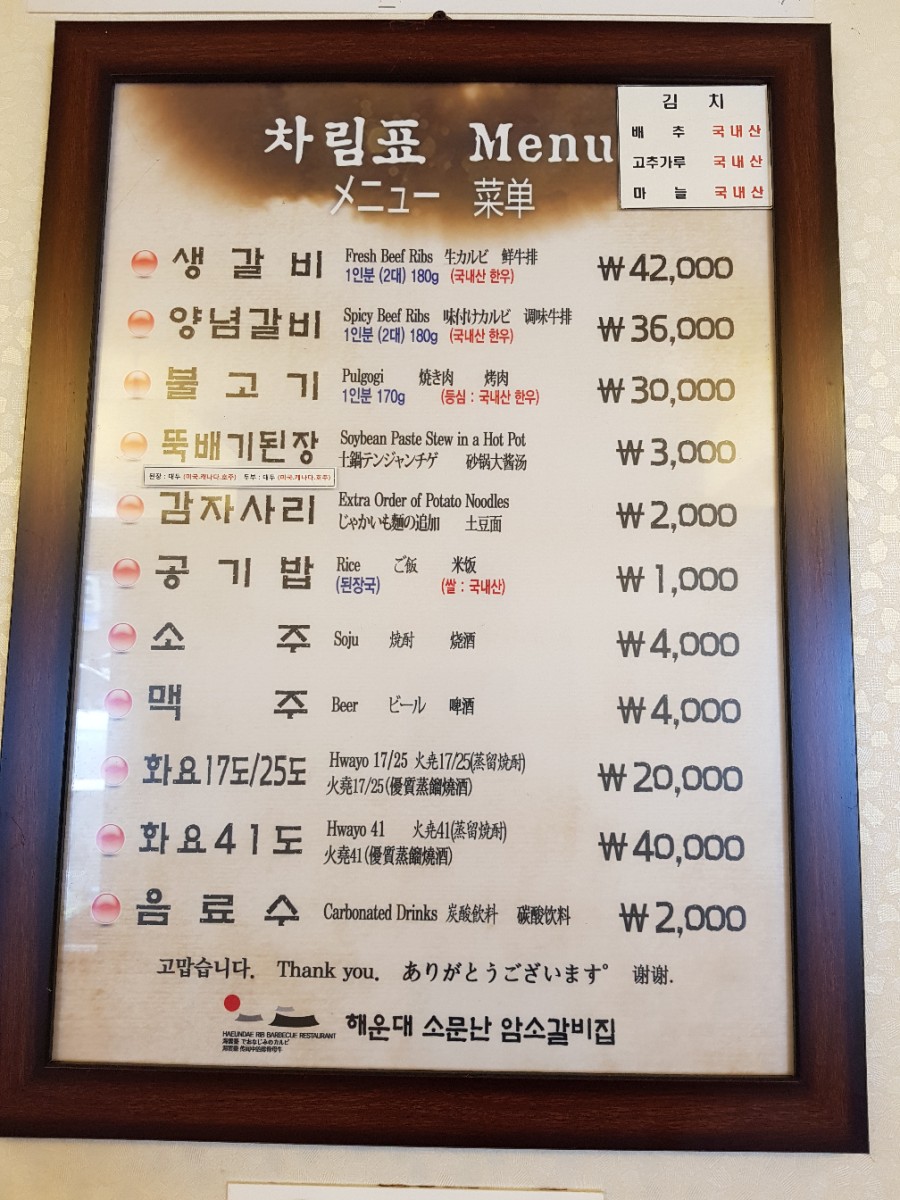 차림표 Menu
メニュー 菜单
김 치
배 추 국내산
고추가루 국내산
마 늘 국내산
생 갈 비 Fresh Beef Ribs 生カルビ 鲜牛排 ₩42,000
1인분 (2대) 180g (국내산 한우)
양념갈비 Spicy Beef Ribs 味付けカルビ 调味牛排 ₩36,000
1인분 (2대) 180g (국내산 한우)
불 고 기 Pulgogi 焼き肉 烤肉 ₩30,000
1인분 170g (등심 : 국내산 한우)
뚝배기된장 Soybean Paste Stew in a Hot Pot ₩3,000
土鍋テンジャンチゲ 砂锅大酱汤
된장 : 대두 (미국,캐나다,호주) 두부 : 대두 (미국,캐나다,호주)
감자사리 Extra Order of Potato Noodles ₩2,000
じゃかいも麺の追加 土豆面
공 기 밥 Rice ご飯 米饭 ₩1,000
(된장국) (쌀 : 국내산)
소 주 Soju 焼酎 烧酒 ₩4,000
맥 주 Beer ビール 啤酒 ₩4,000
화요17도/25도 Hwayo 17/25 火尭17/25(蒸留焼酎) ₩20,000
火堯17/25(優質蒸餾燒酒)
화요41도 Hwayo 41 火尭41(蒸留焼酎) ₩40,000
火堯41(優質蒸餾燒酒)
음 료 수 Carbonated Drinks 炭酸飲料 碳酸饮料 ₩2,000
고맙습니다. Thank you. ありがとうございます° 谢谢.
HAEUNDAE RIB BARBECUE RESTAURANT
해운대 소문난 암소갈비집